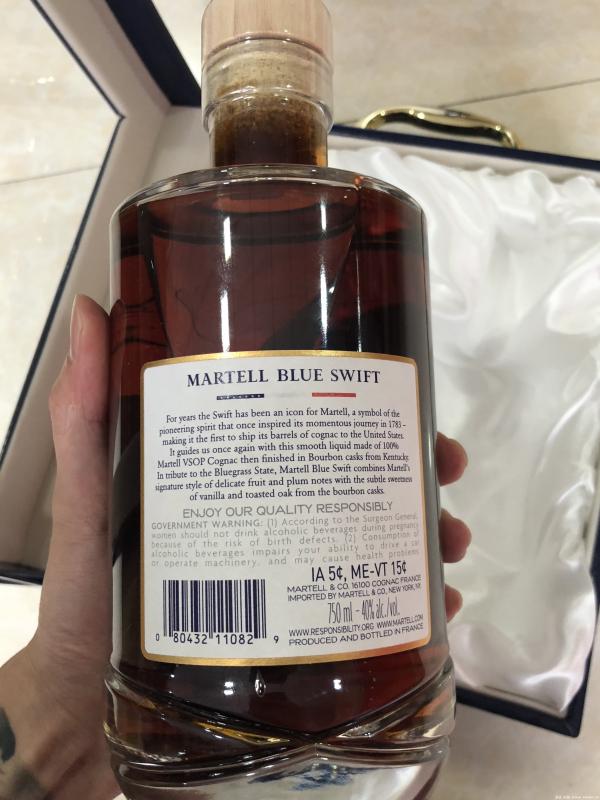 MARTELL BLUE SWIFT
For years the Swift has been an icon for Martell, a symbol of the
pioneering spirit that once inspired its momentous journey in 1783 –
making it the first to ship its barrels of cognac to the United States.
It guides us once again with this smooth liquid made of 100%
Martell VSOP Cognac then finished in Bourbon casks from Kentucky.
In tribute to the Bluegrass State, Martell Blue Swift combines Martell's
signature style of delicate fruit and plum notes with the subtle sweetness
of vanilla and toasted oak from the bourbon casks.
ENJOY OUR QUALITY RESPONSIBLY
GOVERNMENT WARNING: (1) According to the Surgeon General,
women should not drink alcoholic beverages during pregnancy
because of the risk of birth defects. (2) Consumption of
alcoholic beverages impairs your ability to drive a car
or operate machinery, and may cause health problems
IA 5¢, ME-VT 15¢
MARTELL & CO. 16100 COGNAC FRANCE
IMPORTED BY MARTELL & CO, NEW YORK, NY
750 ml – 40% alc./vol.
WWW.RESPONSIBILITY.ORG WWW.MARTELL.COM
PRODUCED AND BOTTLED IN FRANCE
0 80432 11082 9